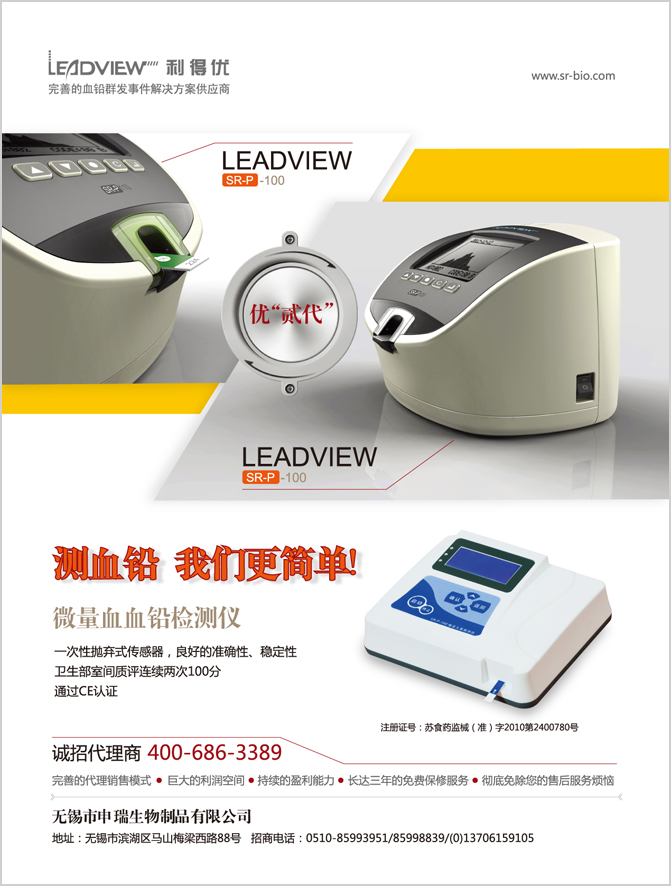 LEADVIEW 利得优
完善的血铅群发事件解决方案供应商
www.sr-bio.com
LEADVIEW
SR-P -100
优“贰代”
LEADVIEW
SR-P -100
测血铅 我们更简单!
微量血血铅检测仪
一次性抛弃式传感器，良好的准确性、稳定性
卫生部室间质评连续两次100分
通过CE认证
确认
返回
启动
注册证号：苏食药监械（准）字2010第2400780号
诚招代理商 400-686-3389
完善的代理销售模式 ● 巨大的利润空间 ● 持续的盈利能力 ● 长达三年的免费保修服务 ● 彻底免除您的售后服务烦恼
无锡市申瑞生物制品有限公司
地址：无锡市滨湖区马山梅梁西路88号 招商电话：0510-85993951/85998839/(0)13706159105